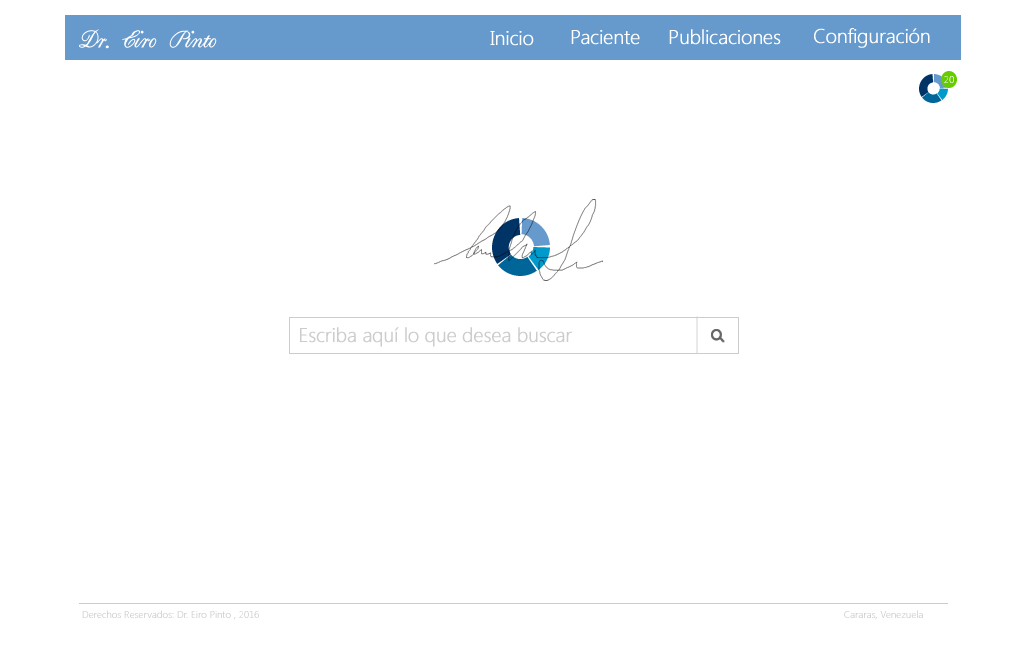 Dr. Eiro Pinto
Inicio Paciente Publicaciones Configuración
20
Escriba aquí lo que desea buscar
Derechos Reservados: Dr. Eiro Pinto , 2016
Cararas, Venezuela